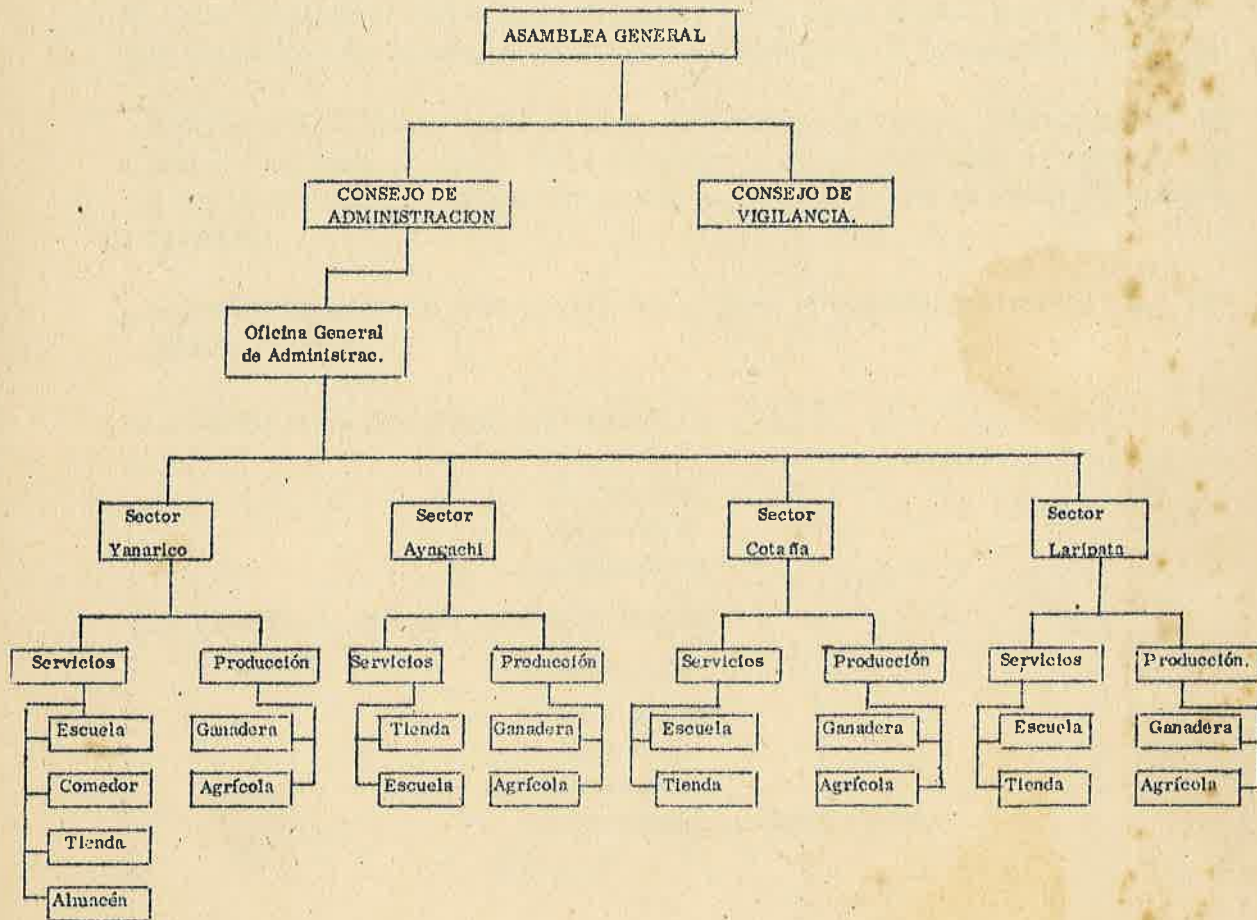 ASAMBLEA GENERAL
CONSEJO DE
ADMINISTRACION
CONSEJO DE
VIGILANCIA.
Oficina General
de Administrac.
Sector
Yanarico
Sector
Ayagachi
Sector
Cotaña
Sector
Laripata
Servicios
Producción
Servicios
Producción
Servicios
Producción
Servicios
Producción.
Escuela
Ganadera
Tienda
Ganadera
Escuela
Ganadera
Escuela
Ganadera
Comedor
Agrícola
Escuela
Agrícola
Tienda
Agrícola
Tienda
Agrícola
Tienda
Almacén